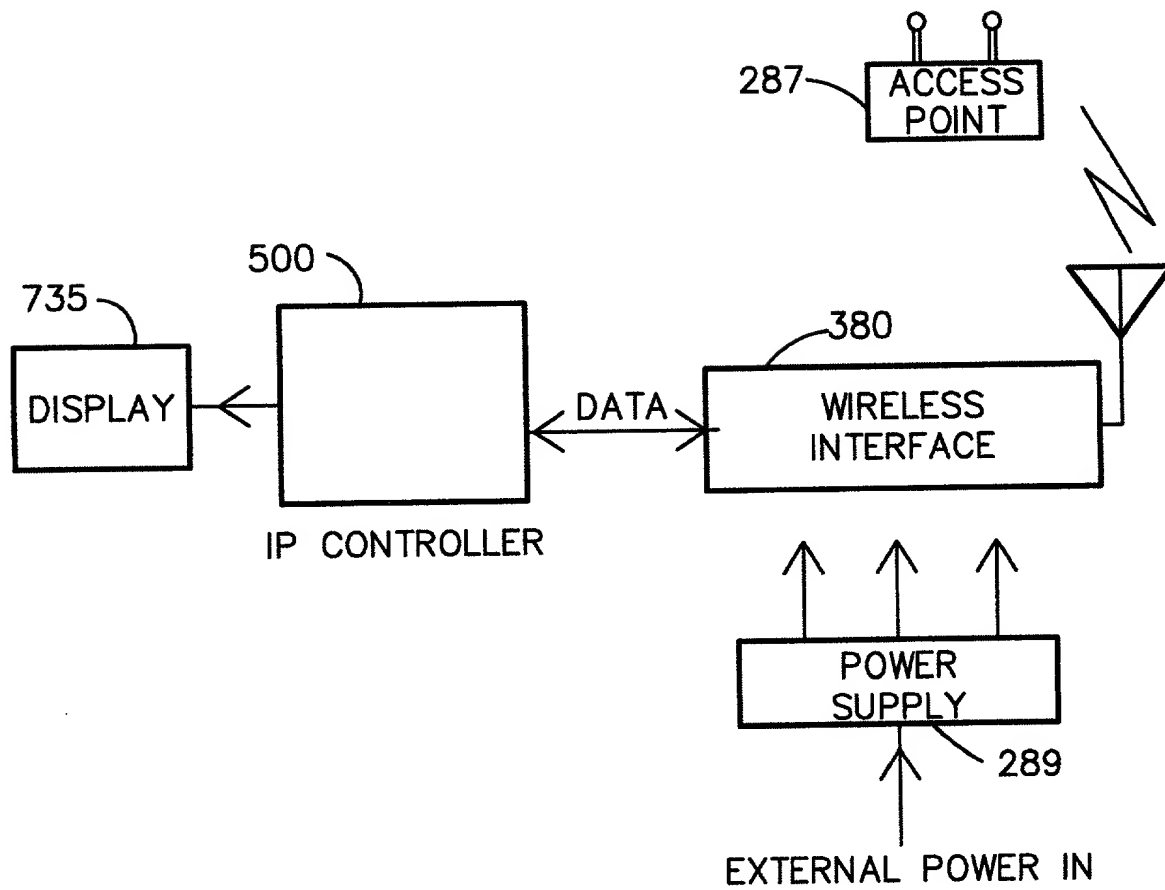 287
ACCESS
POINT
500
735
380
DISPLAY
DATA
WIRELESS
INTERFACE
IP CONTROLLER
POWER
SUPPLY
289
EXTERNAL POWER IN